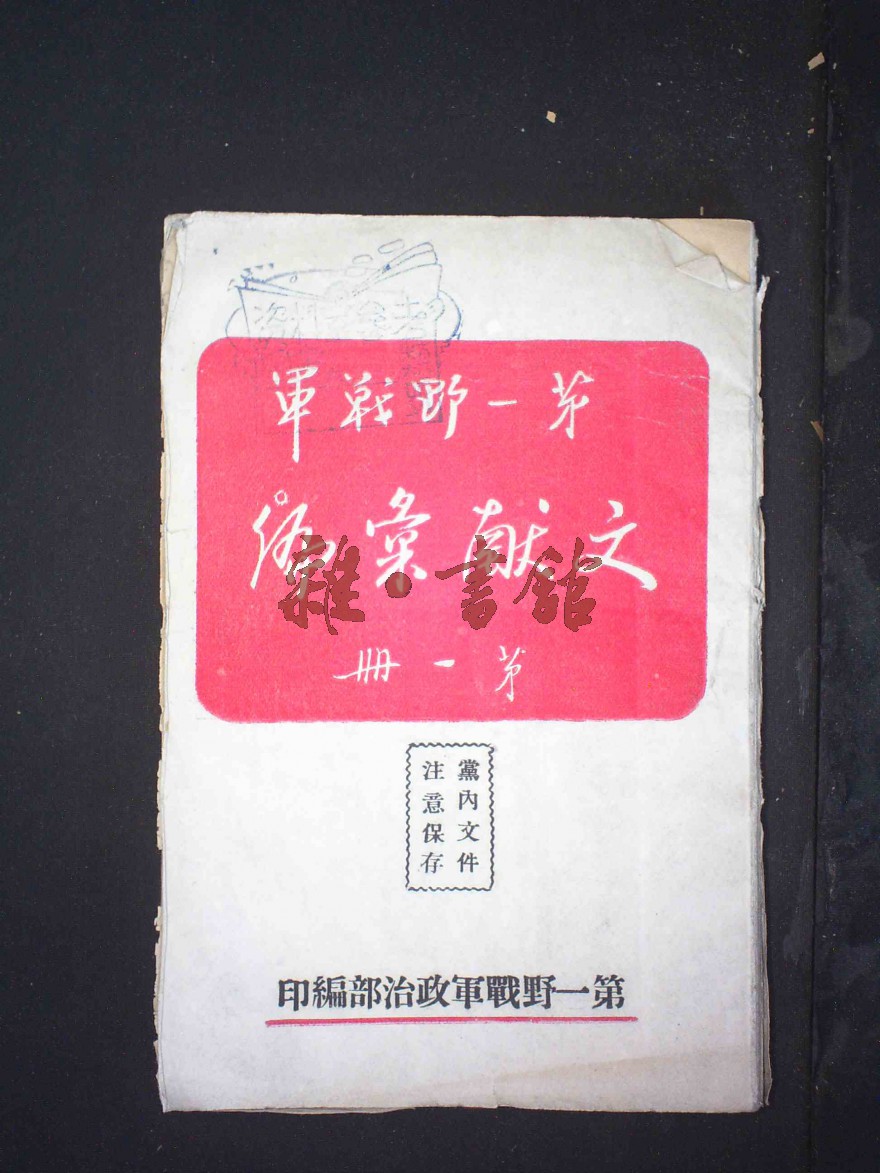 第一野戰軍
文献彙編
第一冊
黨內文件
注意保存
第一野戰軍政治部編印
雜·書館